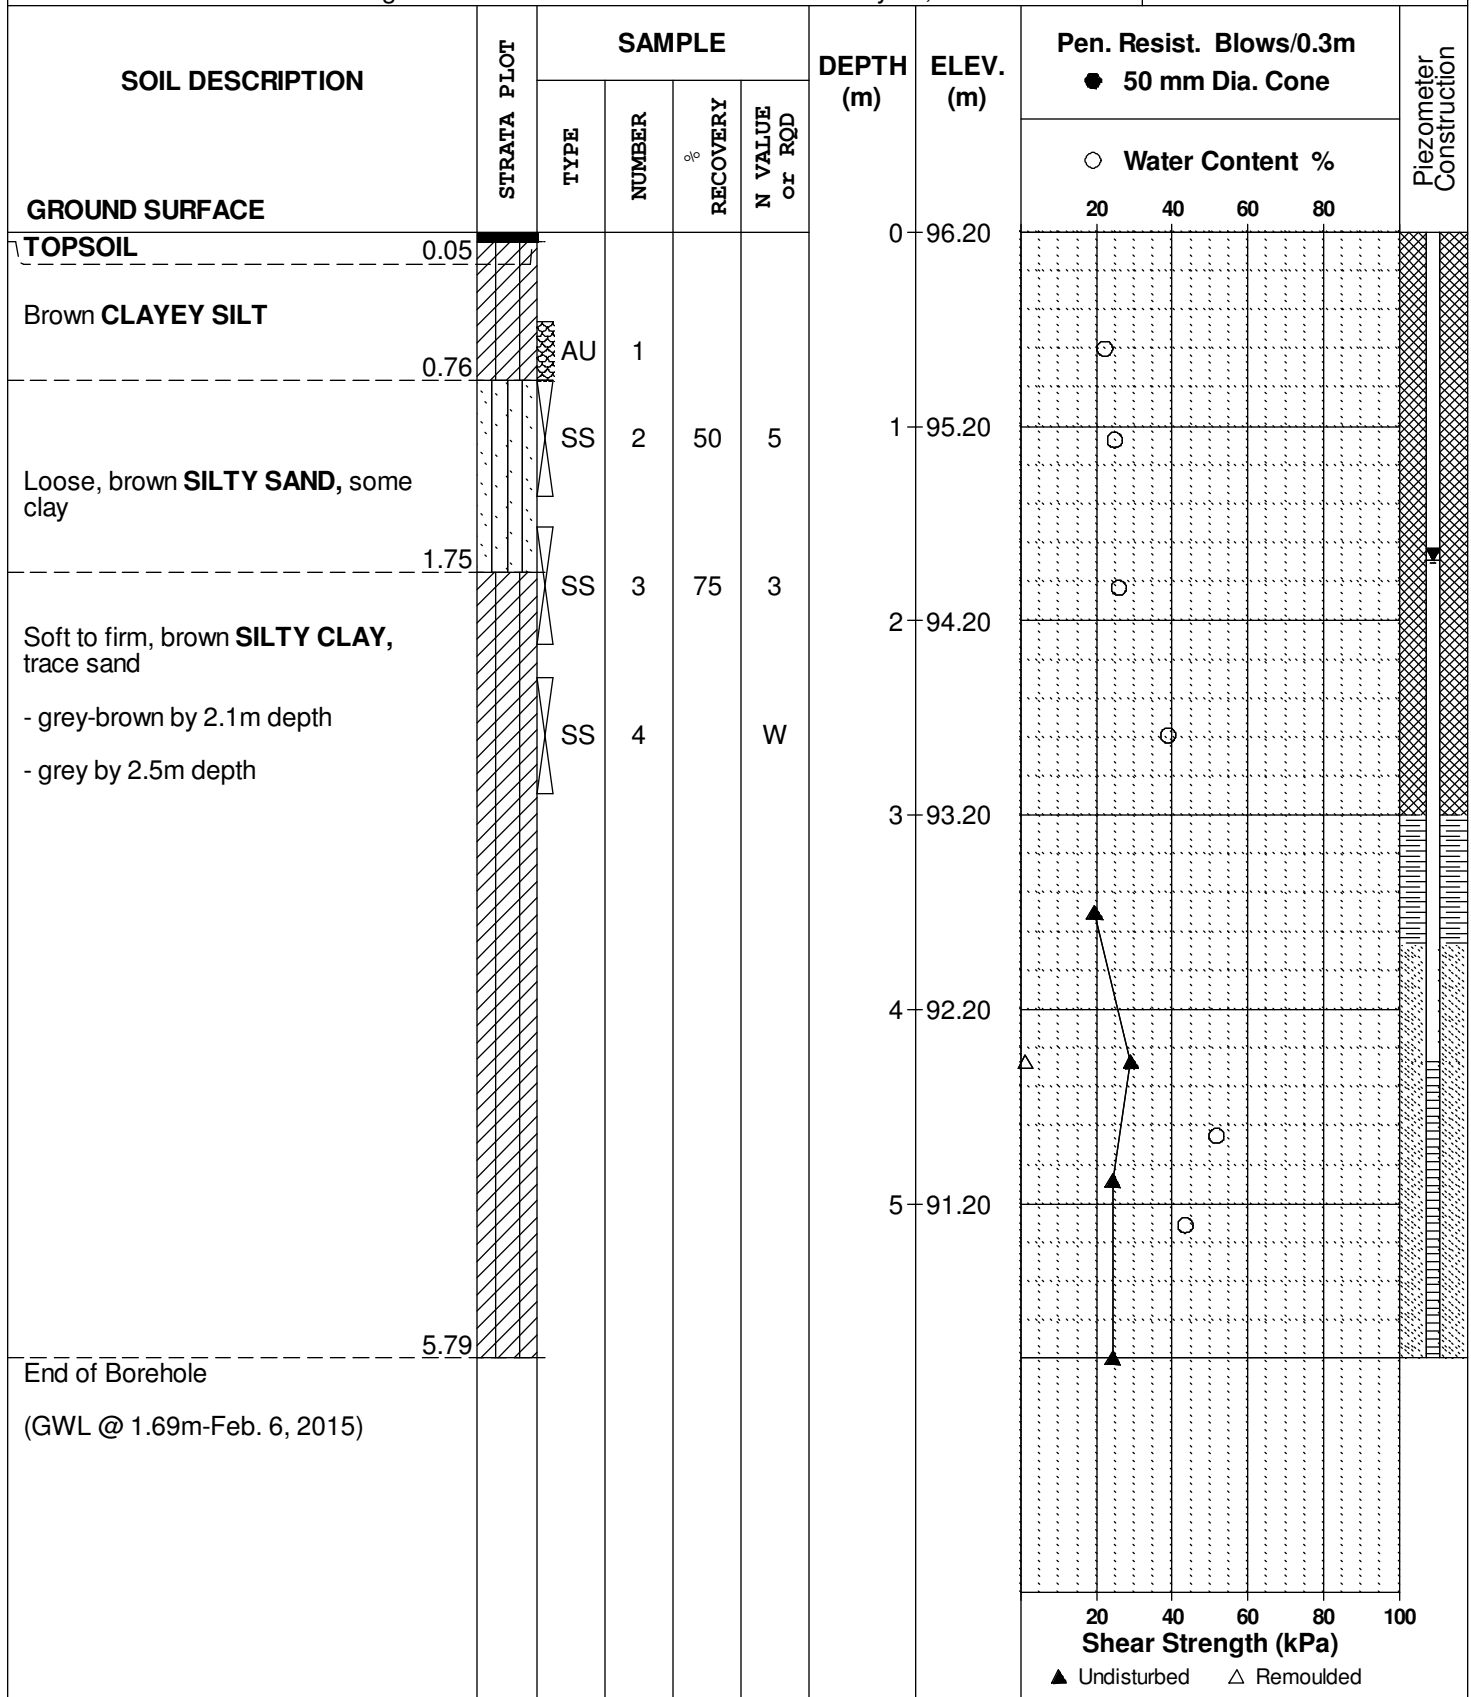 SOIL DESCRIPTION
GROUND SURFACE
STRATA PLOT
SAMPLE
TYPE
NUMBER
%
RECOVERY
N VALUE
or RQD
DEPTH
(m)
ELEV.
(m)
Pen. Resist. Blows/0.3m
● 50 mm Dia. Cone
○ Water Content %
20 40 60 80
Piezometer
Construction
TOPSOIL 0.05
0 96.20
Brown CLAYEY SILT
0.76
AU 1
1 95.20
SS 2 50 5
Loose, brown SILTY SAND, some
clay
1.75
SS 3 75 3
2 94.20
Soft to firm, brown SILTY CLAY,
trace sand
- grey-brown by 2.1m depth
SS 4 W
- grey by 2.5m depth
3 93.20
4 92.20
5 91.20
5.79
End of Borehole
(GWL @ 1.69m-Feb. 6, 2015)
20 40 60 80 100
Shear Strength (kPa)
▲ Undisturbed △ Remoulded